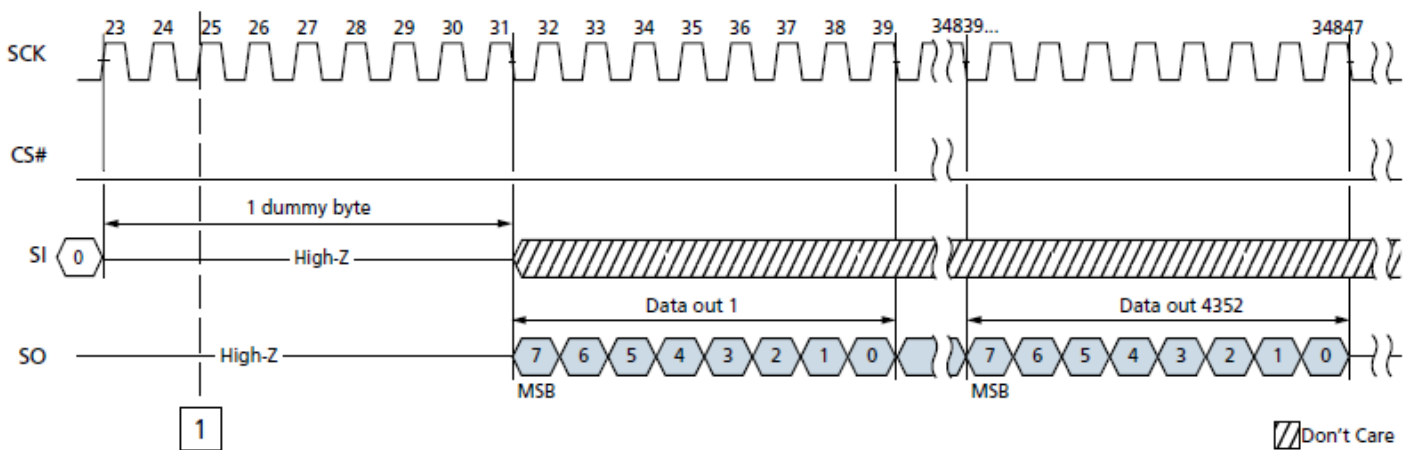 23 24 25 26 27 28 29 30 31 32 33 34 35 36 37 38 39 34839... 34847
SCK
CS#
1 dummy byte
SI 0 High-Z
Data out 1 Data out 4352
SO High-Z 7 6 5 4 3 2 1 0 7 6 5 4 3 2 1 0
MSB MSB
1
Don't Care